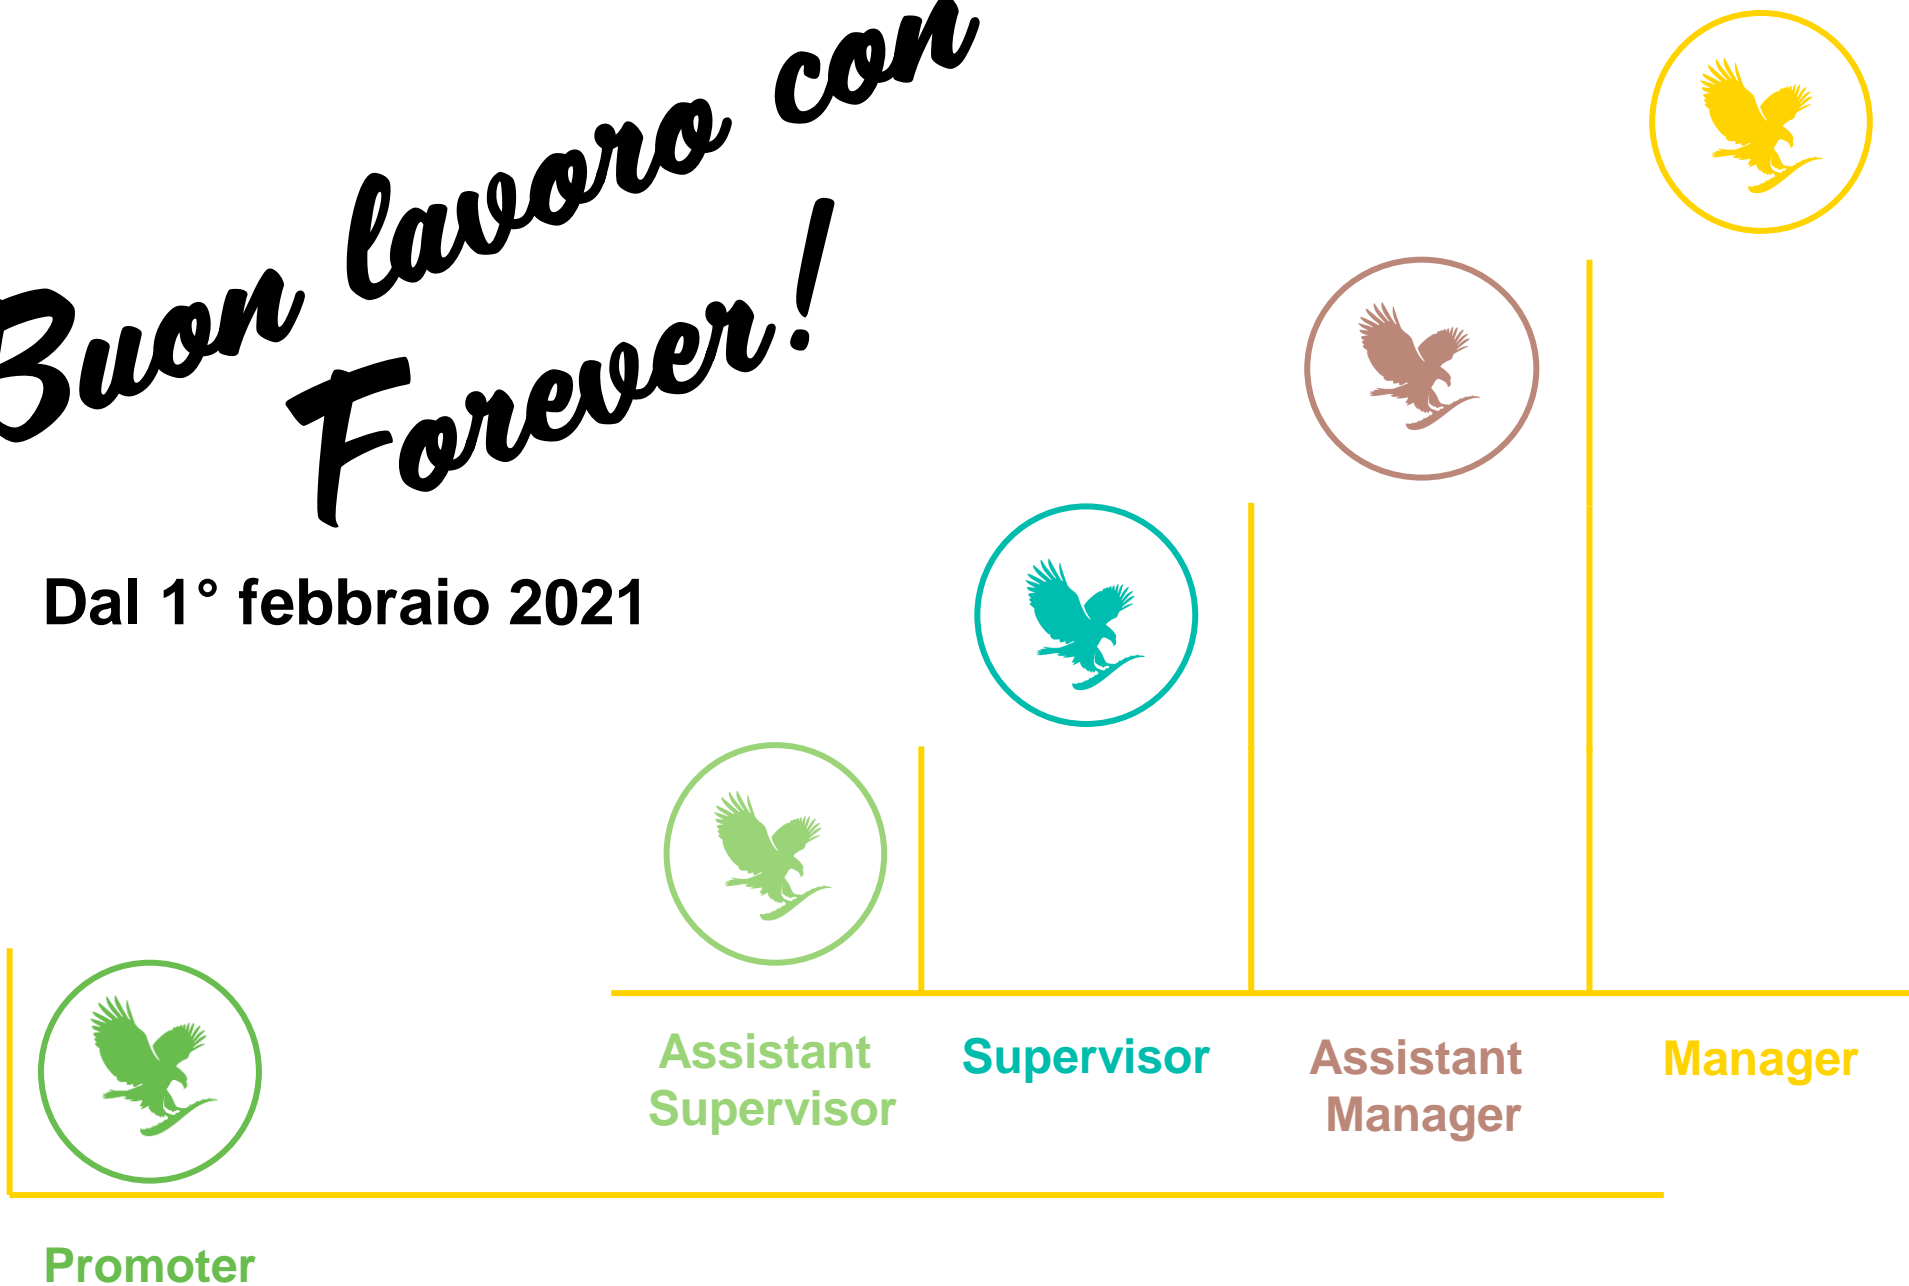 Buon lavoro con
Forever!
Dal 1° febbraio 2021
Assistant
Supervisor
Supervisor
Assistant
Manager
Manager
Promoter